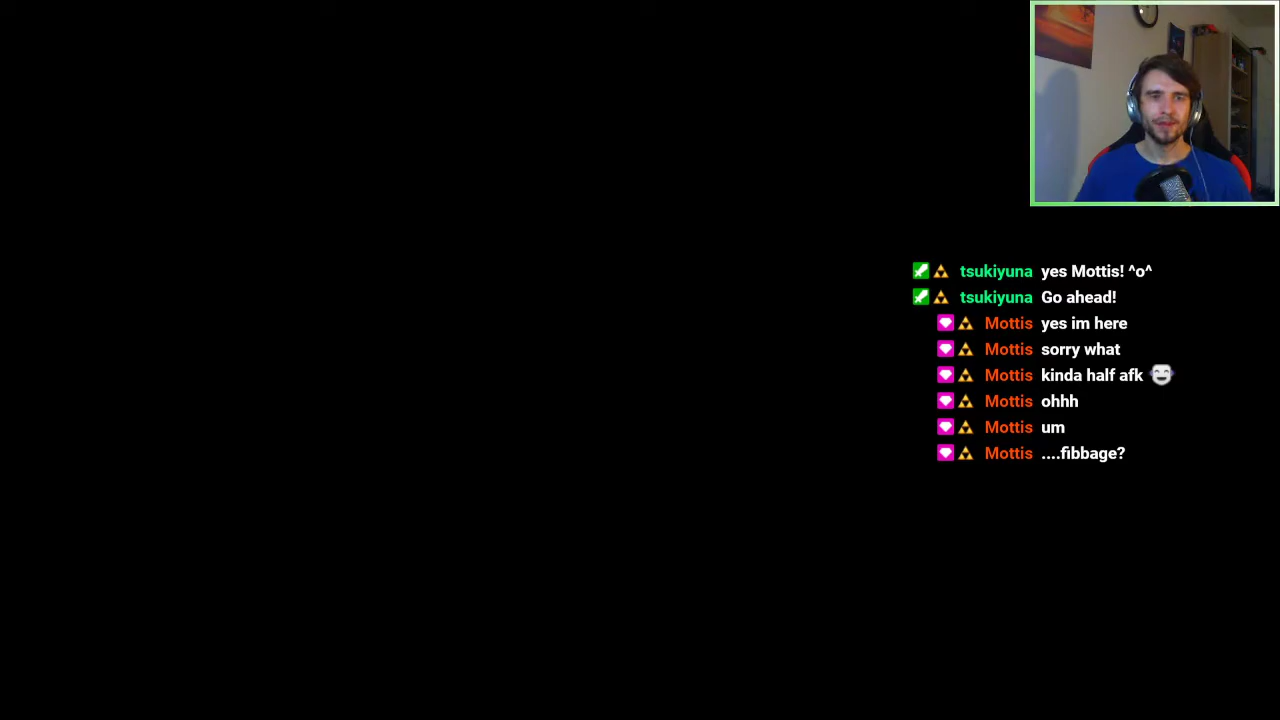 tsukiyuna yes Mottis! ^o^
tsukiyuna Go ahead!
Mottis yes im here
Mottis sorry what
Mottis kinda half afk
Mottis ohhh
Mottis um
Mottis ....fibbage?